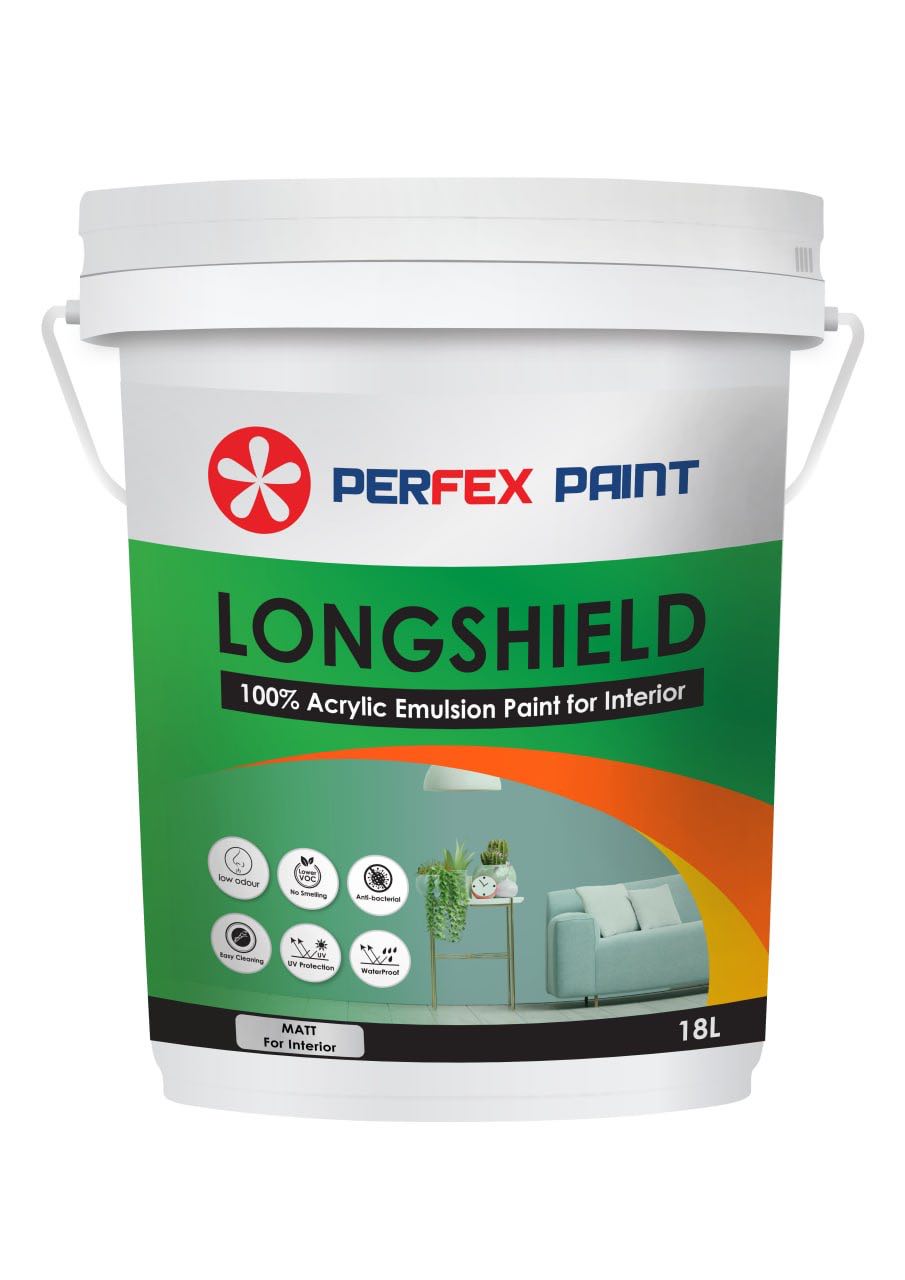 PERFEX PAINT
LONGSHIELD
100% Acrylic Emulsion Paint for Interior
low odour
Lower
VOC
No Smelling
Anti-bacterial
Easy Cleaning
UV
UV Protection
WaterProof
MATT
For Interior
18L